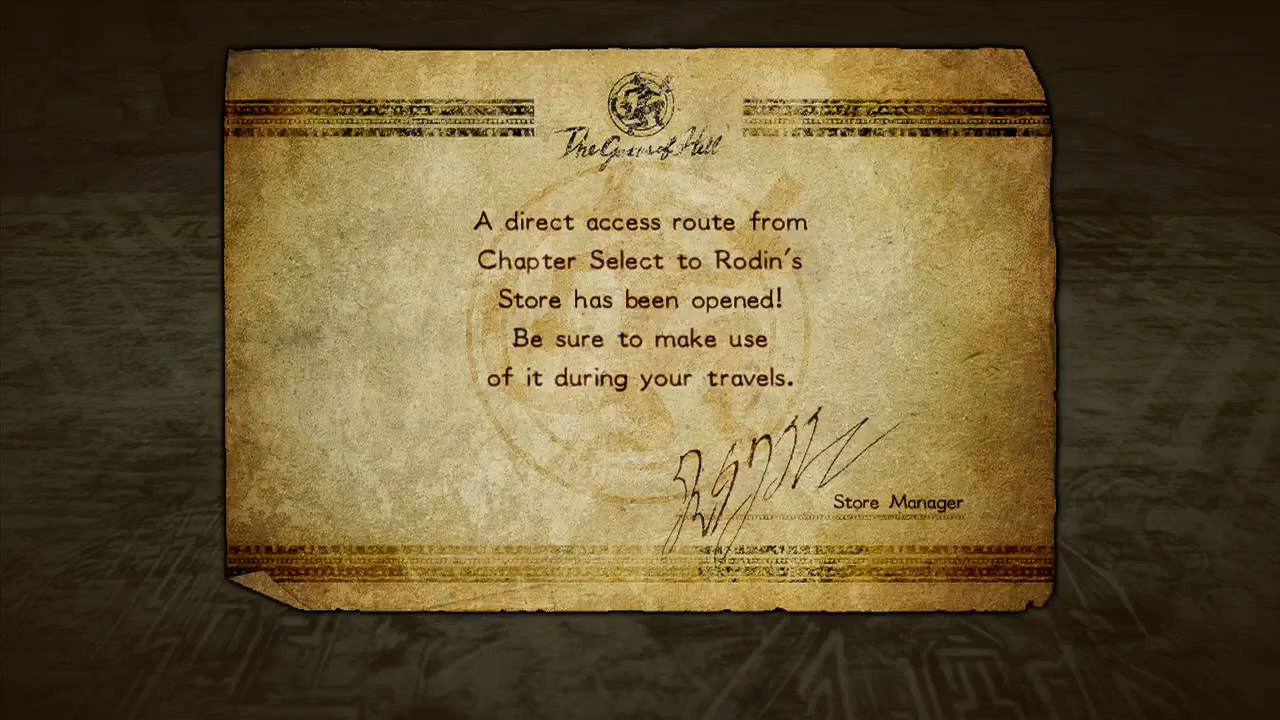 The Gates of Hell
A direct access route from
Chapter Select to Rodin's
Store has been opened!
Be sure to make use
of it during your travels.
Store Manager